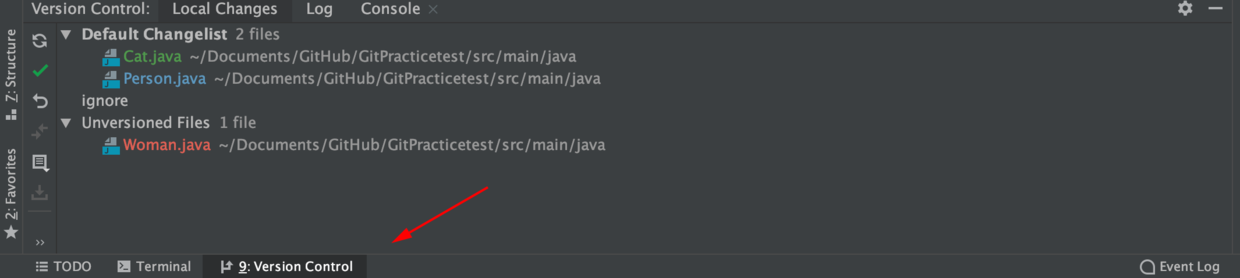 Version Control: Local Changes Log Console ×
Default Changelist 2 files
Cat.java ~/Documents/GitHub/GitPracticetest/src/main/java
Person.java ~/Documents/GitHub/GitPracticetest/src/main/java
ignore
Unversioned Files 1 file
Woman.java ~/Documents/GitHub/GitPracticetest/src/main/java
Z: Structure
2: Favorites
TODO Terminal 9: Version Control Event Log